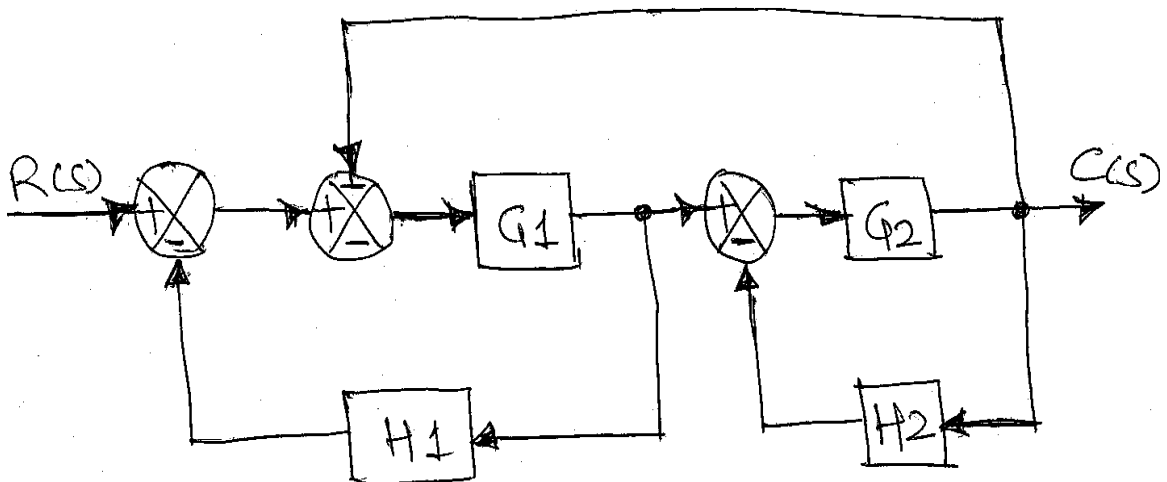 R(s)
+
-
+
-
-
G1
+
-
G2
C(s)
H1
H2